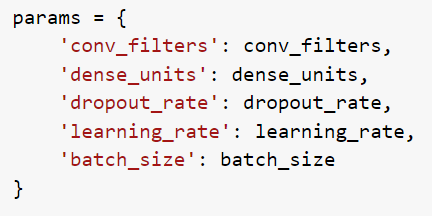 params = {
    'conv_filters': conv_filters,
    'dense_units': dense_units,
    'dropout_rate': dropout_rate,
    'learning_rate': learning_rate,
    'batch_size': batch_size
}